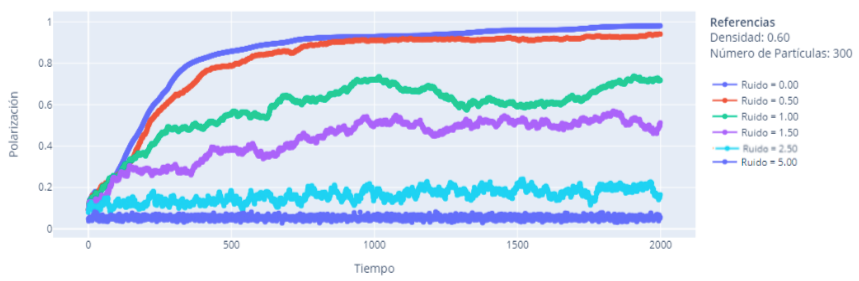 1
0.8
0.6
0.4
0.2
0
Polarización
0
500
1000
1500
2000
Tiempo
Referencias
Densidad: 0.60
Número de Partículas: 300
Ruido = 0.00
Ruido = 0.50
Ruido = 1.00
Ruido = 1.50
Ruido = 2.50
Ruido = 5.00